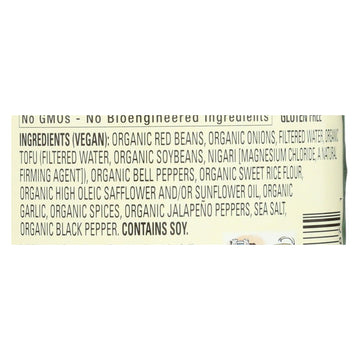 No GMOs - No Bioengineered Ingredients GLUTEN FREE
INGREDIENTS (VEGAN): ORGANIC RED BEANS, ORGANIC ONIONS, FILTERED WATER, ORGANIC
TOFU (FILTERED WATER, ORGANIC SOYBEANS, NIGARI [MAGNESIUM CHLORIDE, A NATURAL
FIRMING AGENT]), ORGANIC BELL PEPPERS, ORGANIC SWEET RICE FLOUR,
ORGANIC HIGH OLEIC SAFFLOWER AND/OR SUNFLOWER OIL, ORGANIC
GARLIC, ORGANIC SPICES, ORGANIC JALAPEÑO PEPPERS, SEA SALT,
ORGANIC BLACK PEPPER. CONTAINS SOY.